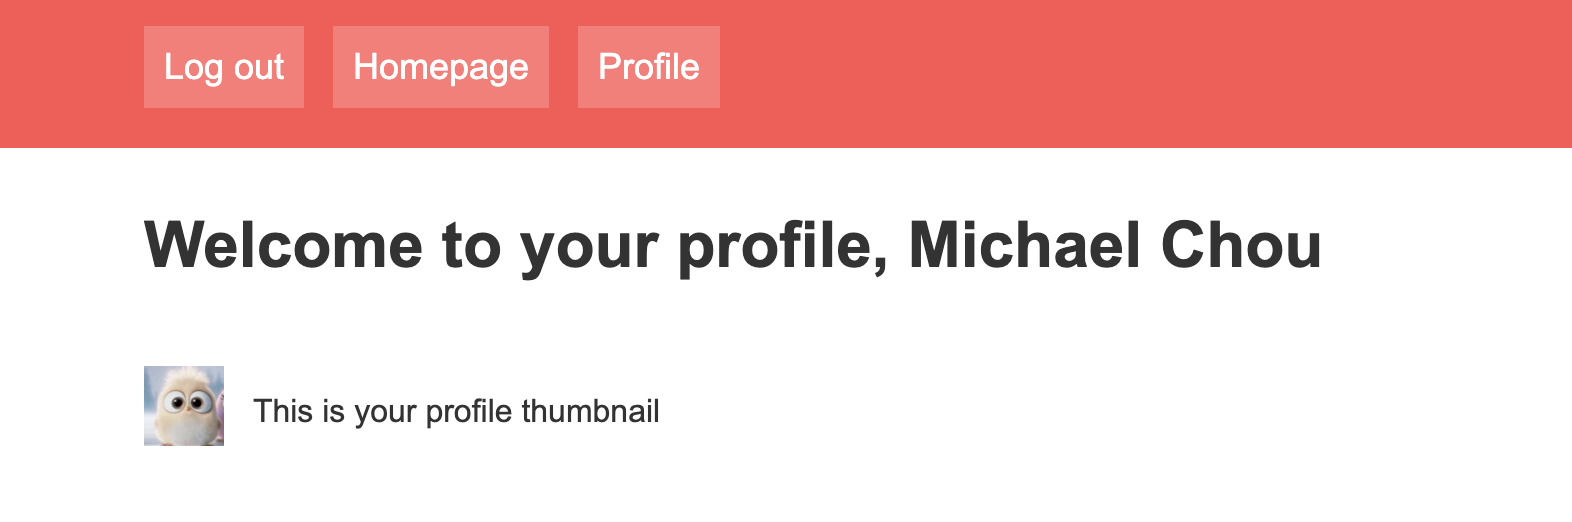 Log out Homepage Profile
Welcome to your profile, Michael Chou
This is your profile thumbnail